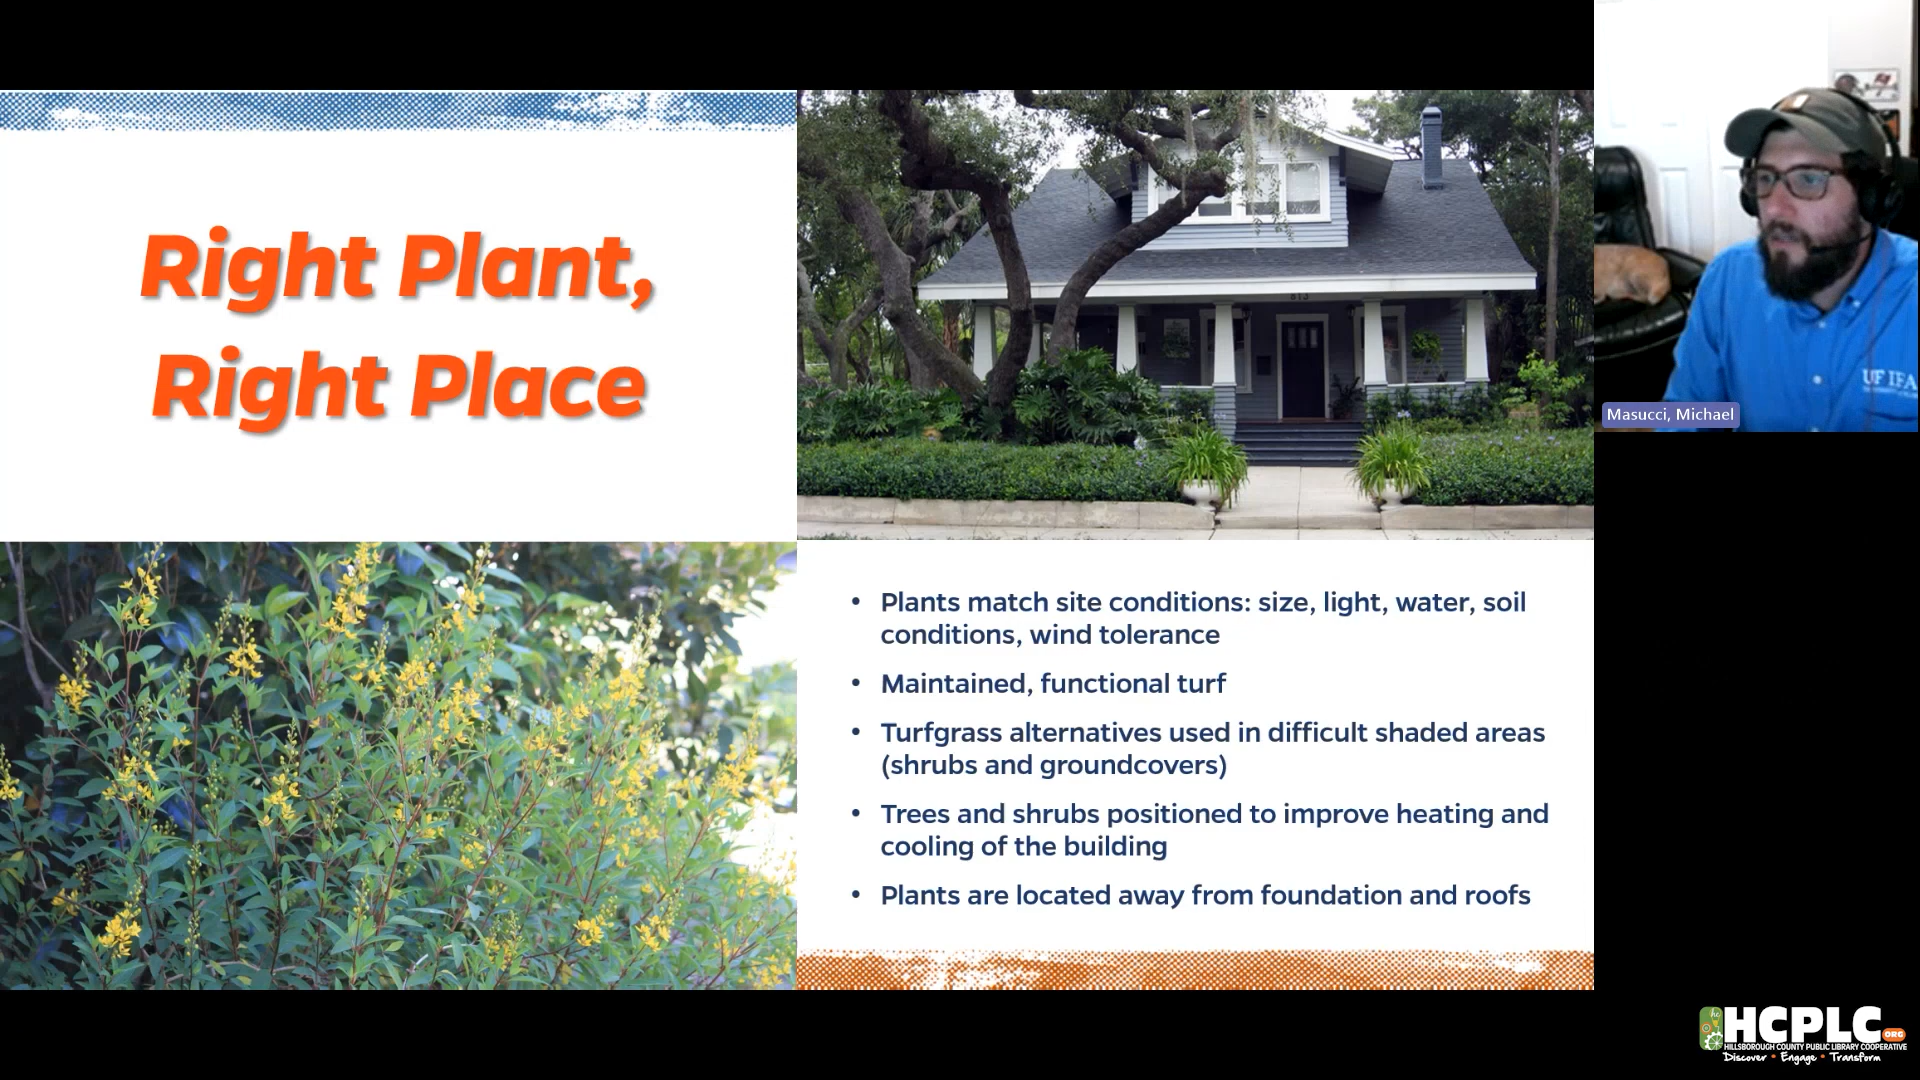 Right Plant,
Right Place
813
• Plants match site conditions: size, light, water, soil
conditions, wind tolerance
• Maintained, functional turf
• Turfgrass alternatives used in difficult shaded areas
(shrubs and groundcovers)
• Trees and shrubs positioned to improve heating and
cooling of the building
• Plants are located away from foundation and roofs
UF IFA
Masucci, Michael
HCPLC.ORG
HILLSBOROUGH COUNTY PUBLIC LIBRARY COOPERATIVE
Discover • Engage • Transform